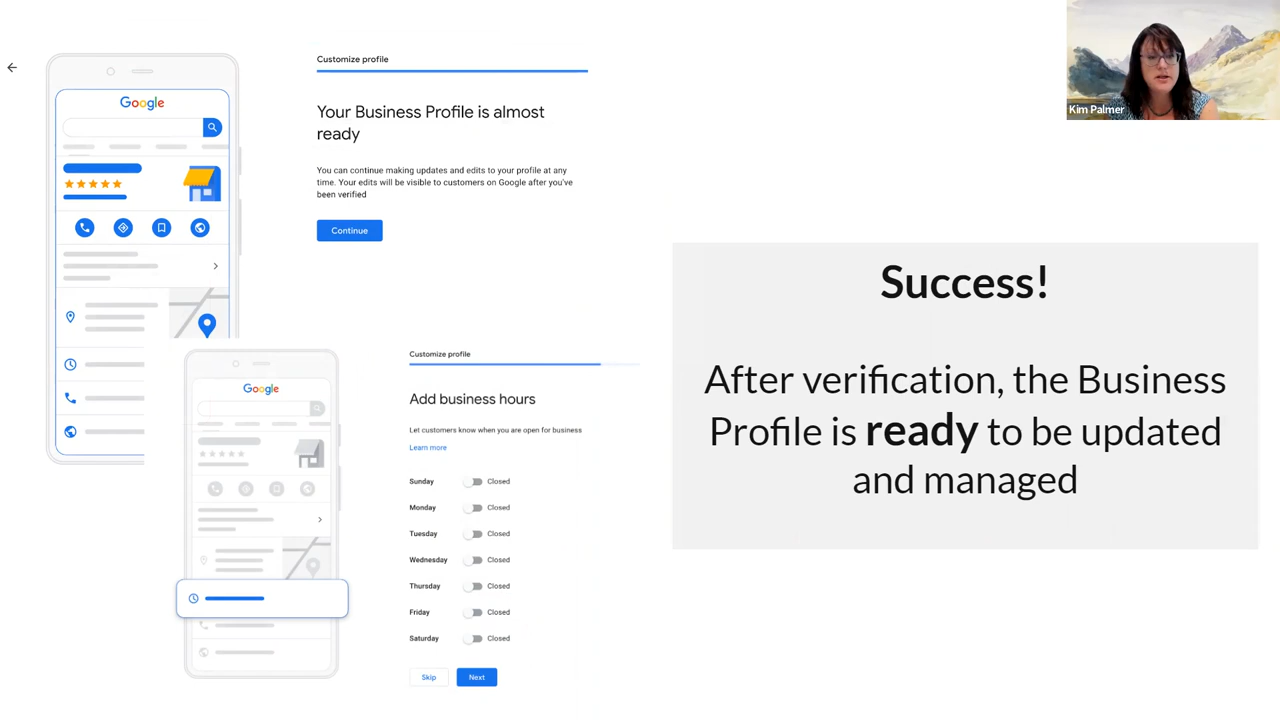 Google
Customize profile
Your Business Profile is almost
ready
You can continue making updates and edits to your profile at any
time. Your edits will be visible to customers on Google after you've
been verified
Continue
Google
Customize profile
Add business hours
Let customers know when you are open for business
Learn more
Sunday Closed
Monday Closed
Tuesday Closed
Wednesday Closed
Thursday Closed
Friday Closed
Saturday Closed
Skip Next
Kim Palmer
Success!
After verification, the Business
Profile is ready to be updated
and managed